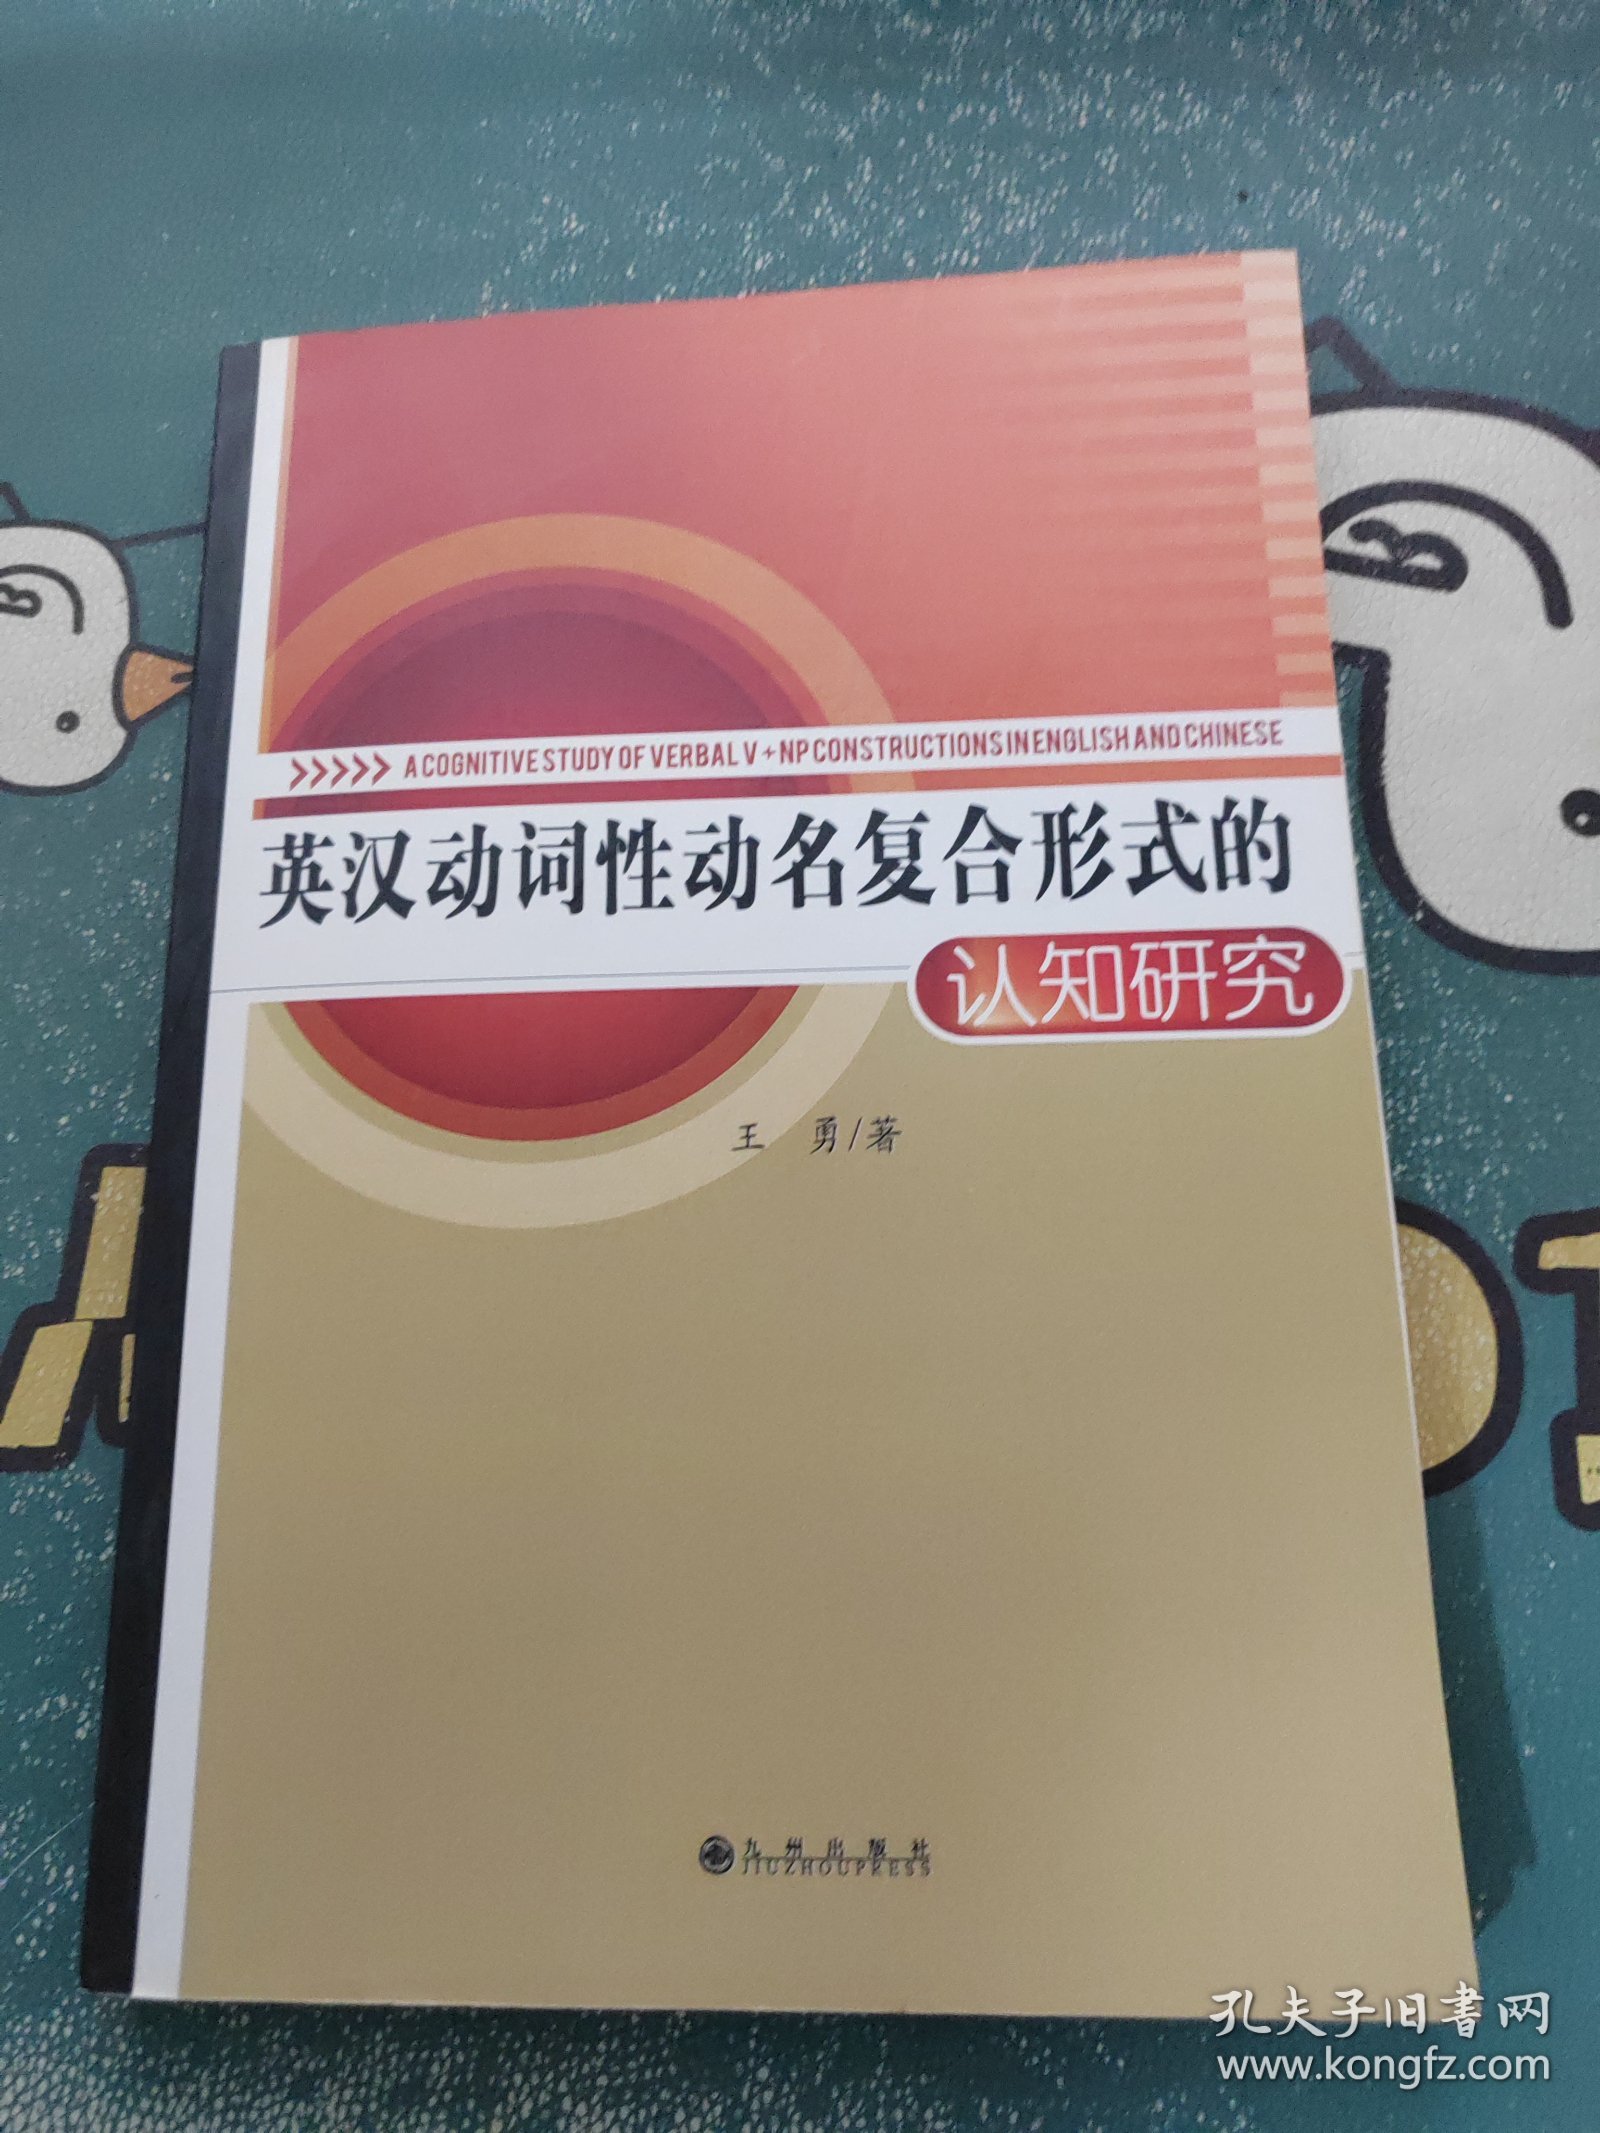 >>>>> A COGNITIVE STUDY OF VERBAL V + NP CONSTRUCTIONS IN ENGLISH AND CHINESE
英汉动词性动名复合形式的
认知研究
王 勇/著
九州出版社
JIUZHOUPRESS
孔夫子旧书网
www.kongfz.com